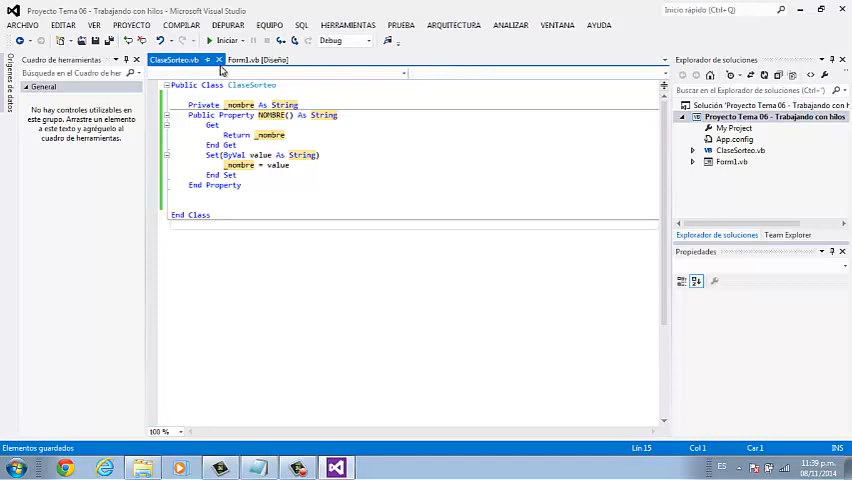 Proyecto Tema 06 - Trabajando con hilos - Microsoft Visual Studio
Inicio rápido (Ctrl+Q)
ARCHIVO EDITAR VER PROYECTO COMPILAR DEPURAR EQUIPO SQL HERRAMIENTAS PRUEBA ARQUITECTURA ANALIZAR VENTANA AYUDA
Iniciar Debug
Orígenes de datos
Cuadro de herramientas
Búsqueda en el Cuadro de her
General
No hay controles utilizables en
este grupo. Arrastre un elemento
a este texto y agréguelo al
cuadro de herramientas.
ClaseSorteo.vb
Form1.vb [Diseño]
Public Class ClaseSorteo
Private _nombre As String
Public Property NOMBRE() As String
Get
Return _nombre
End Get
Set(ByVal value As String)
_nombre = value
End Set
End Property
End Class
100 %
Explorador de soluciones
Buscar en el Explorador de soluciones (Ctrl+')
Solución 'Proyecto Tema 06 - Trabajando
Proyecto Tema 06 - Trabajando con hilos
My Project
App.config
ClaseSorteo.vb
Form1.vb
Explorador de soluciones Team Explorer
Propiedades
Elementos guardados
Lín 15 Col 1 Car 1 INS
ES
11:39 p.m.
08/11/2014